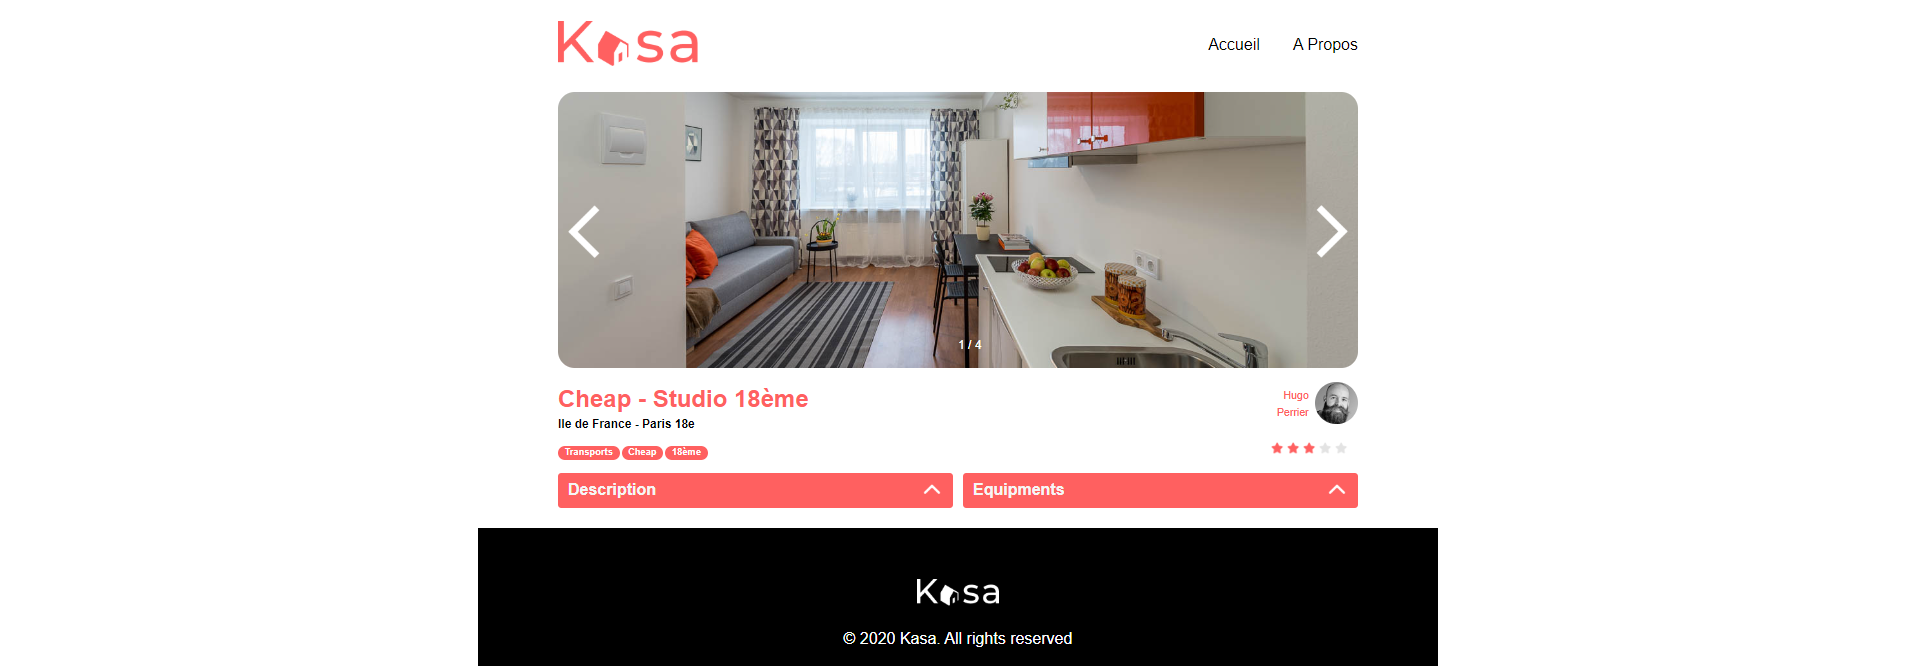 Kasa
Accueil A Propos
1 / 4
Cheap - Studio 18ème
Ile de France - Paris 18e
Hugo
Perrier
Transports Cheap 18ème
Description
Equipments
Kasa
© 2020 Kasa. All rights reserved